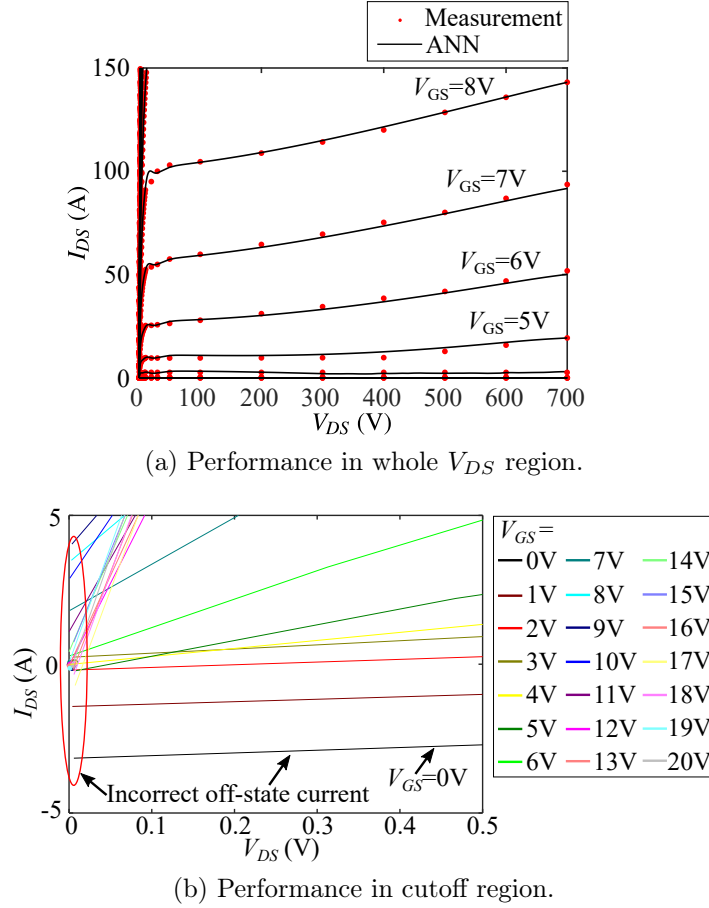 Measurement
ANN
150
100
50
0
I_DS (A)
V_GS=8V
V_GS=7V
V_GS=6V
V_GS=5V
0 100 200 300 400 500 600 700
V_DS (V)
(a) Performance in whole V_DS region.
5
0
-5
I_DS (A)
Incorrect off-state current
V_GS=0V
0 0.1 0.2 0.3 0.4 0.5
V_DS (V)
V_GS=
0V 7V 14V
1V 8V 15V
2V 9V 16V
3V 10V 17V
4V 11V 18V
5V 12V 19V
6V 13V 20V
(b) Performance in cutoff region.